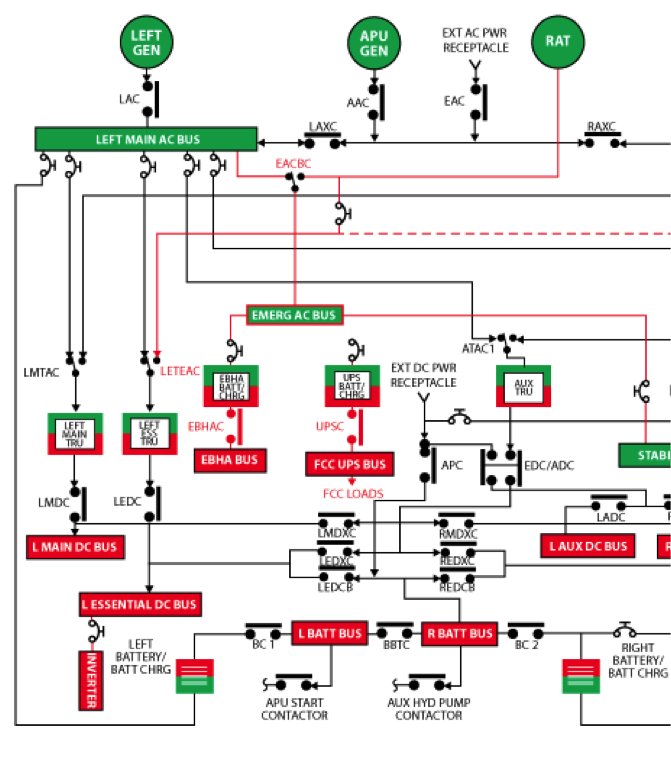 LEFT
GEN
APU
GEN
EXT AC PWR
RECEPTACLE
RAT
LAC
AAC
EAC
LEFT MAIN AC BUS
LAXC
RAXC
EACBC
EMERG AC BUS
ATAC1
LMTAC
LETEAC
EBHA
BATT/
CHRG
UPS
BATT/
CHRG
EXT DC PWR
RECEPTACLE
AUX
TRU
LEFT
MAIN
TRU
LEFT
ESS
TRU
EBHAC
UPSC
EBHA BUS
FCC UPS BUS
FCC LOADS
APC
EDC/ADC
STABI
LMDC
LEDC
LADC
LMDXC
RMDXC
L MAIN DC BUS
LEDXC
REDXC
L AUX DC BUS
R
LEDCB
REDCB
L ESSENTIAL DC BUS
INVERTER
LEFT
BATTERY/
BATT CHRG
BC 1
L BATT BUS
BBTC
R BATT BUS
BC 2
RIGHT
BATTERY/
BATT CHRG
APU START
CONTACTOR
AUX HYD PUMP
CONTACTOR